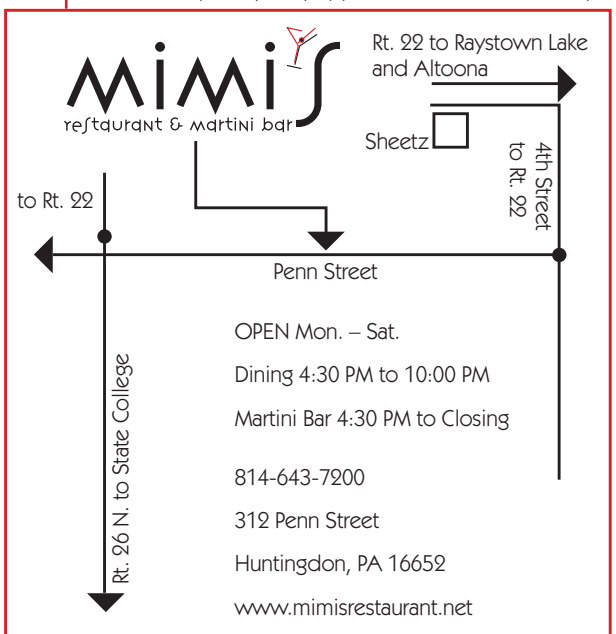 mimi's
restaurant & martini bar
Rt. 22 to Raystown Lake
and Altoona
Sheetz
4th Street
to Rt. 22
to Rt. 22
Penn Street
Rt. 26 N. to State College
OPEN Mon. – Sat.
Dining 4:30 PM to 10:00 PM
Martini Bar 4:30 PM to Closing
814-643-7200
312 Penn Street
Huntingdon, PA 16652
www.mimisrestaurant.net